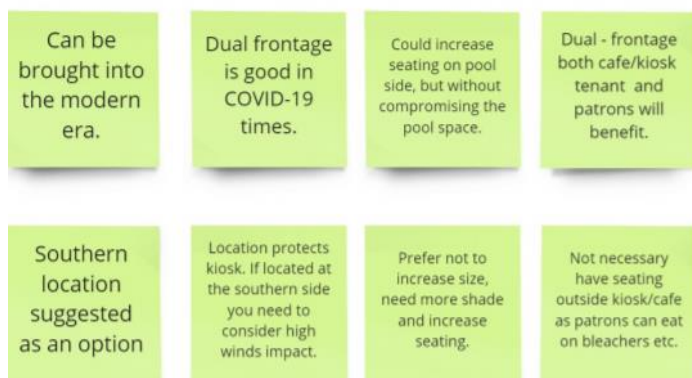 Can be
brought into
the modern
era.
Dual frontage
is good in
COVID-19
times.
Could increase
seating on pool
side, but without
compromising the
pool space.
Dual - frontage
both cafe/kiosk
tenant and
patrons will
benefit.
Southern
location
suggested
as an option
Location protects
kiosk. If located at
the southern side
you need to
consider high
winds impact.
Prefer not to
increase size,
need more shade
and increase
seating.
Not necessary
have seating
outside kiosk/cafe
as patrons can eat
on bleachers etc.